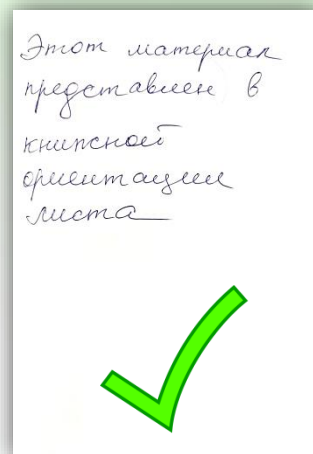 Этот материал
представлен в
книжной
ориентации
листа